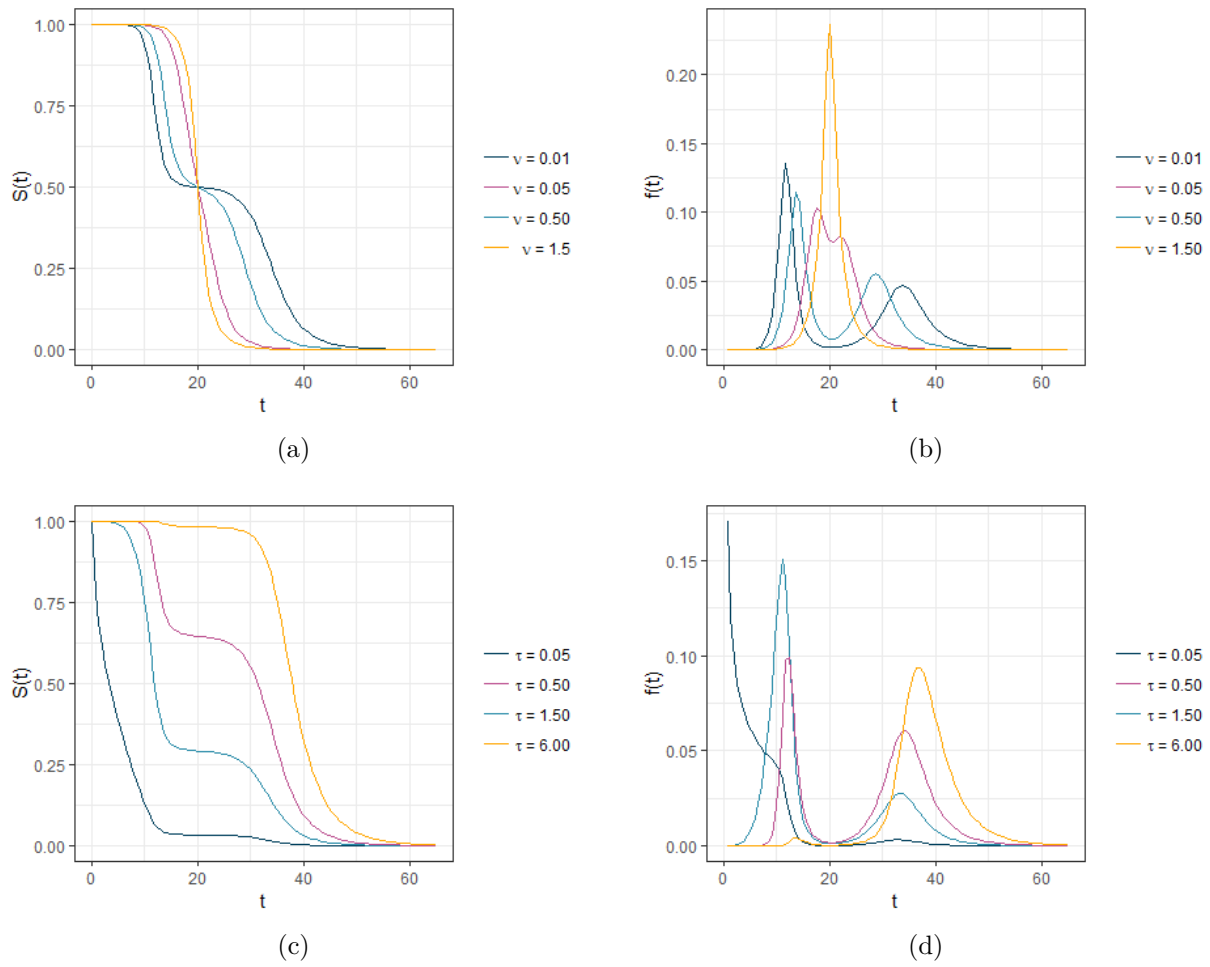 S(t)
1.00
0.75
0.50
0.25
0.00
0 20 40 60
t
ν = 0.01
ν = 0.05
ν = 0.50
ν = 1.5
(a)
f(t)
0.20
0.15
0.10
0.05
0.00
0 20 40 60
t
ν = 0.01
ν = 0.05
ν = 0.50
ν = 1.50
(b)
S(t)
1.00
0.75
0.50
0.25
0.00
0 20 40 60
t
τ = 0.05
τ = 0.50
τ = 1.50
τ = 6.00
(c)
f(t)
0.15
0.10
0.05
0.00
0 20 40 60
t
τ = 0.05
τ = 0.50
τ = 1.50
τ = 6.00
(d)